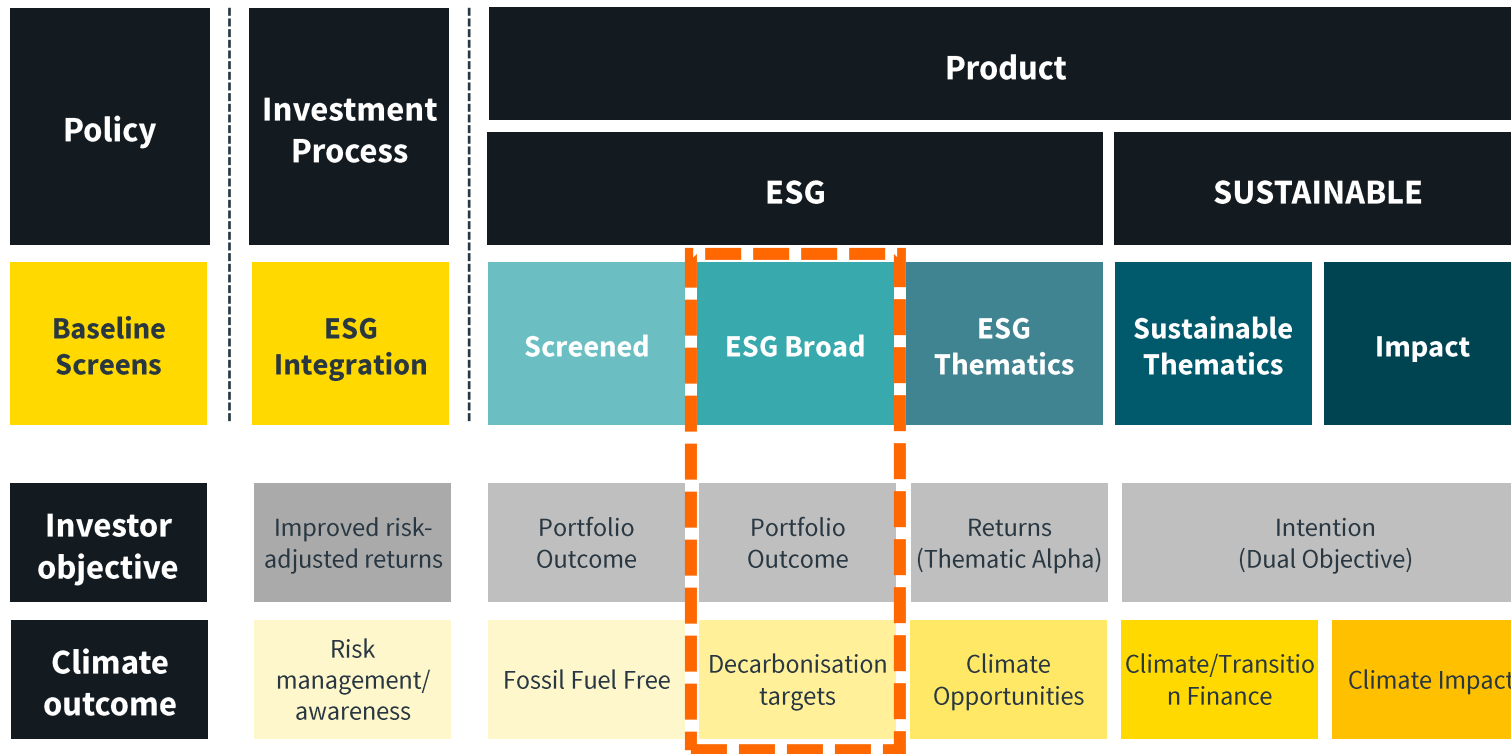 Policy
Investment
Process
Product
ESG
SUSTAINABLE
Baseline
Screens
ESG
Integration
Screened
ESG Broad
ESG
Thematics
Sustainable
Thematics
Impact
Investor
objective
Improved risk-
adjusted returns
Portfolio
Outcome
Portfolio
Outcome
Returns
(Thematic Alpha)
Intention
(Dual Objective)
Climate
outcome
Risk
management/
awareness
Fossil Fuel Free
Decarbonisation
targets
Climate
Opportunities
Climate/Transitio
n Finance
Climate Impact